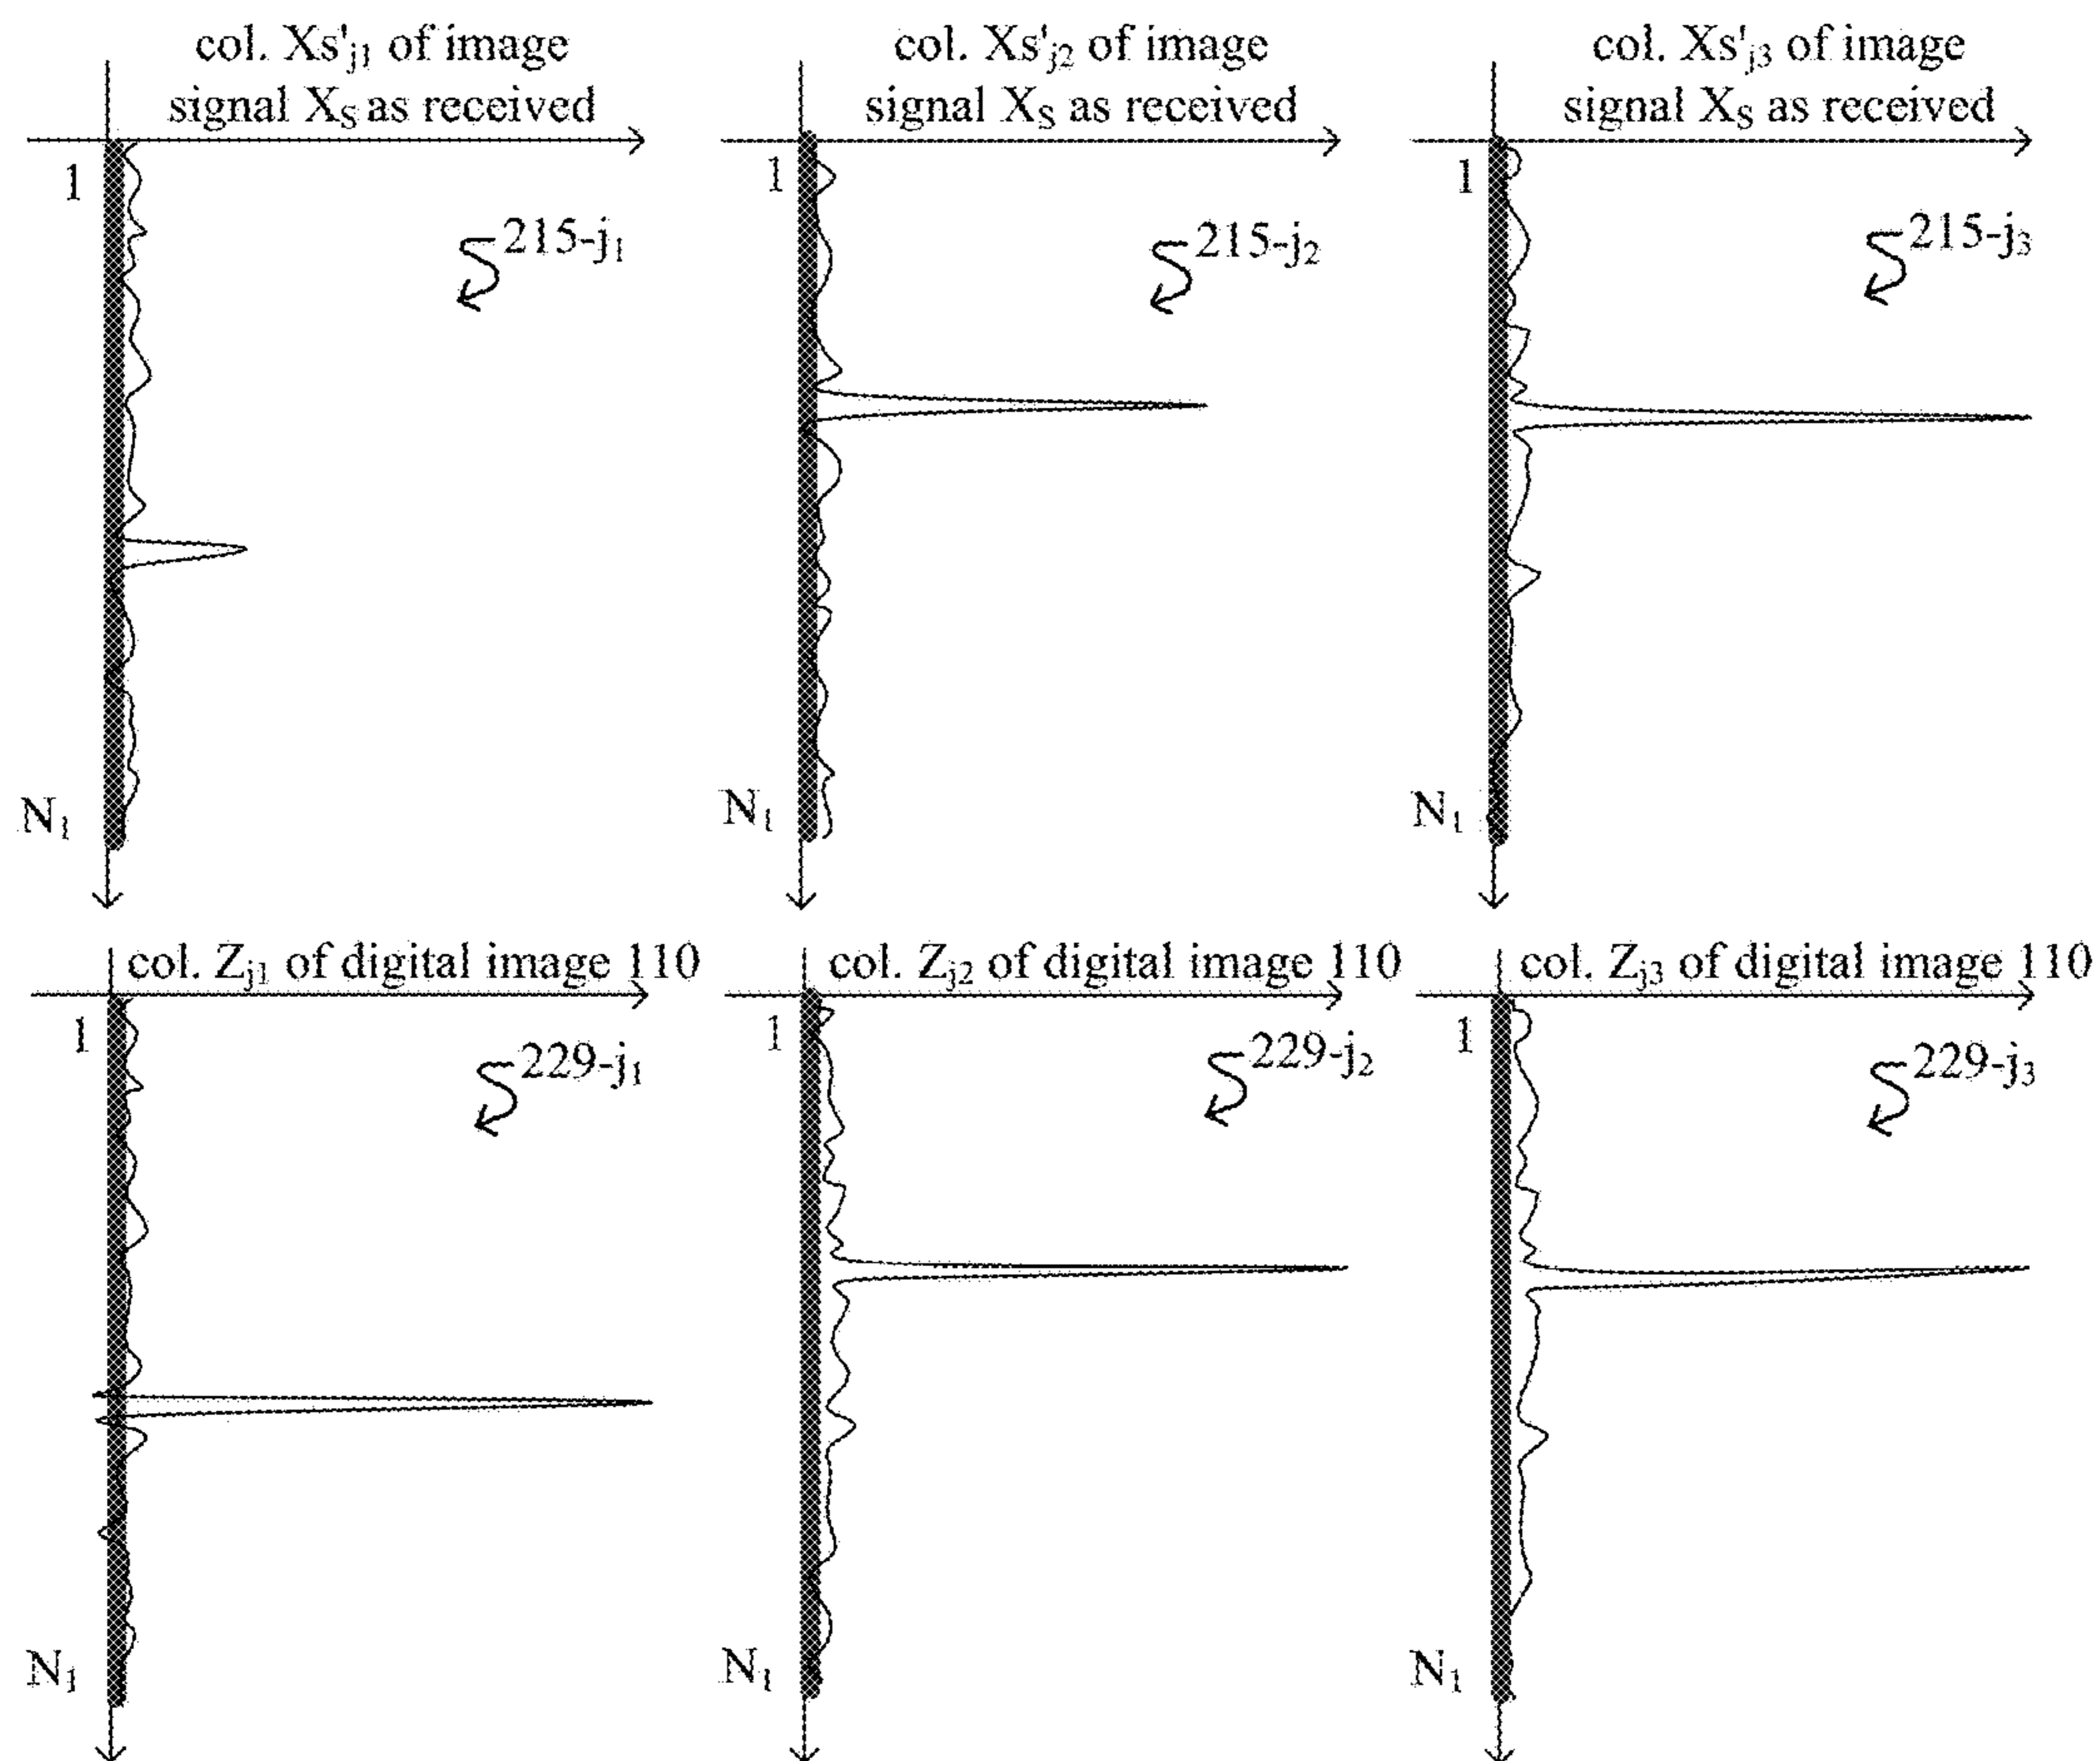 col. Xs'j1 of image
signal XS as received
1
215-j1
N1
col. Xs'j2 of image
signal XS as received
1
215-j2
N1
col. Xs'j3 of image
signal XS as received
1
215-j3
N1
col. Zj1 of digital image 110
1
229-j1
N1
col. Zj2 of digital image 110
1
229-j2
N1
col. Zj3 of digital image 110
1
229-j3
N1